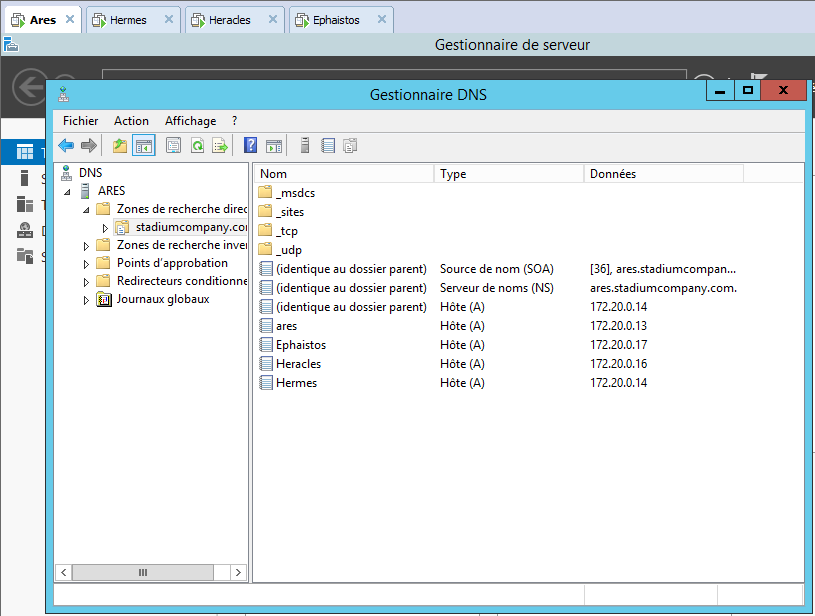 Ares Hermes Heracles Ephaistos
Gestionnaire de serveur
Gestionnaire DNS
Fichier Action Affichage ?
DNS
ARES
Zones de recherche direc
stadiumcompany.co
Zones de recherche inver
Points d'approbation
Redirecteurs conditionne
Journaux globaux
Nom Type Données
_msdcs
_sites
_tcp
_udp
(identique au dossier parent) Source de nom (SOA) [36], ares.stadiumcompan...
(identique au dossier parent) Serveur de noms (NS) ares.stadiumcompany.com.
(identique au dossier parent) Hôte (A) 172.20.0.14
ares Hôte (A) 172.20.0.13
Ephaistos Hôte (A) 172.20.0.17
Heracles Hôte (A) 172.20.0.16
Hermes Hôte (A) 172.20.0.14